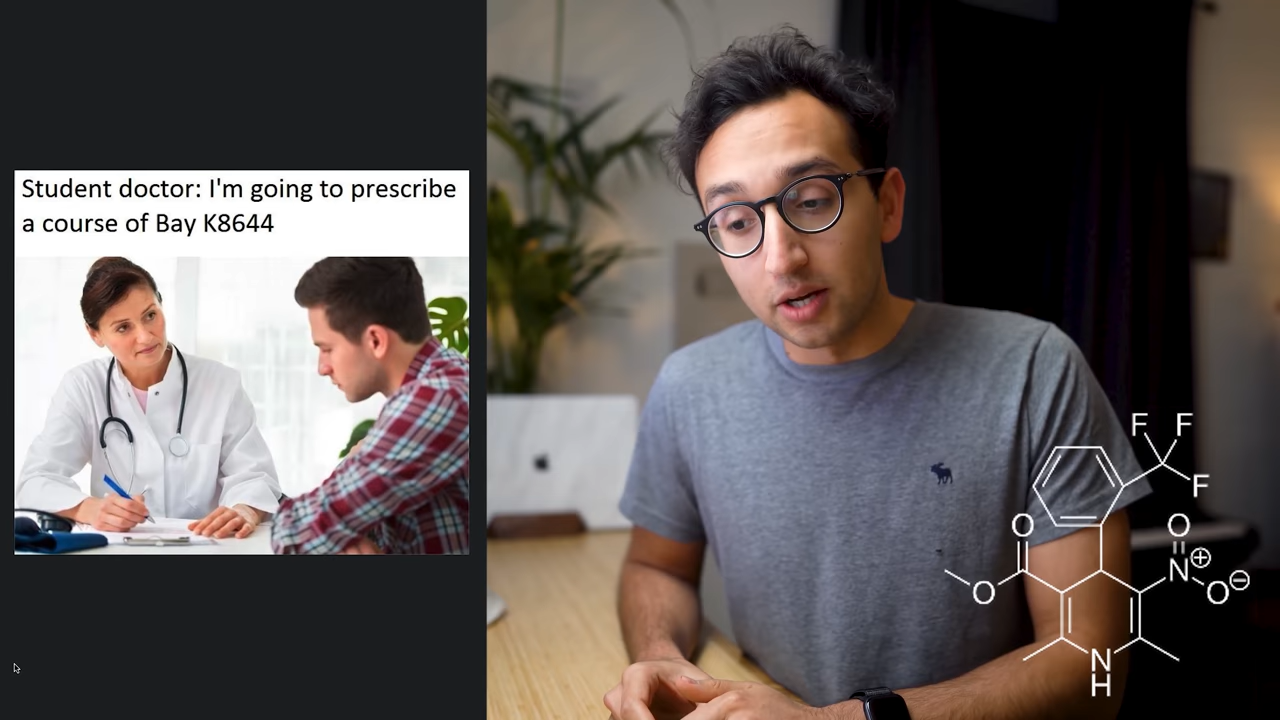 Student doctor: I'm going to prescribe
a course of Bay K8644
F F
F
O
O
O
N⊕
O⊖
N
H